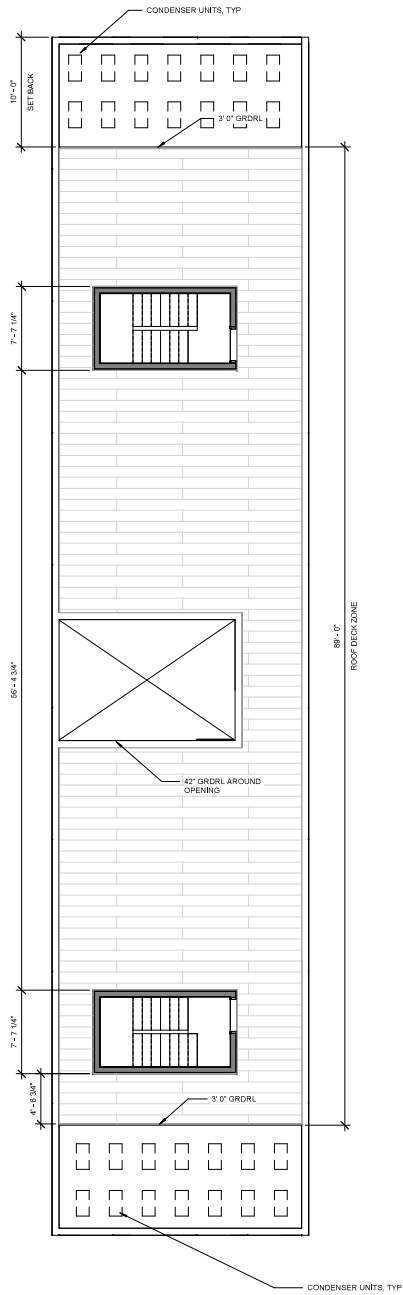 CONDENSER UNITS, TYP
10' - 0"
SET BACK
3' 0" GRDRL
7' - 7 1/4"
56' - 4 3/4"
89' - 0"
ROOF DECK ZONE
42" GRDRL AROUND
OPENING
7' - 7 1/4"
4' - 6 3/4"
3' 0" GRDRL
CONDENSER UNITS, TYP